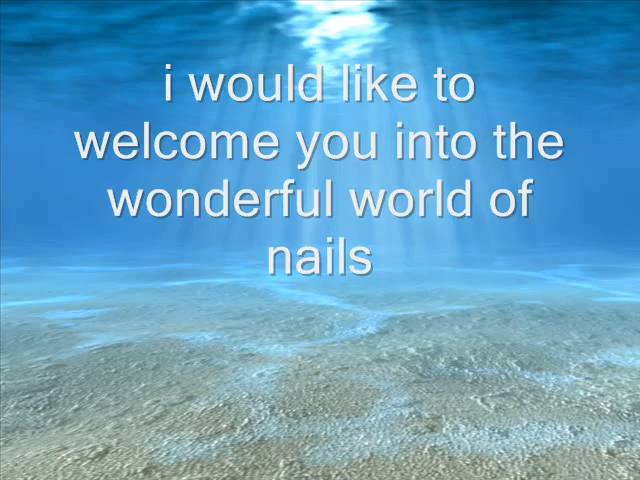 i would like to
welcome you into the
wonderful world of
nails